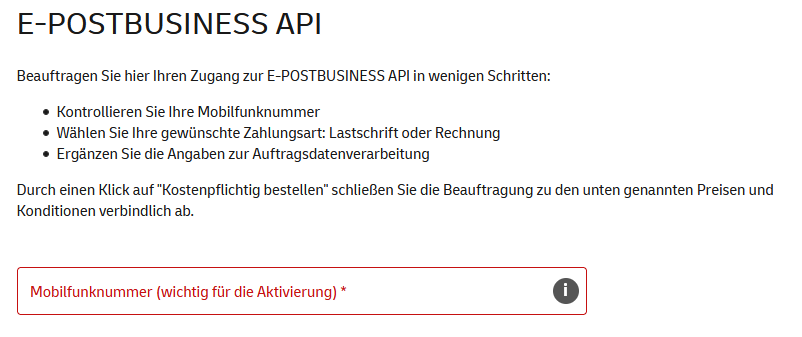 E-POSTBUSINESS API
Beauftragen Sie hier Ihren Zugang zur E-POSTBUSINESS API in wenigen Schritten:
• Kontrollieren Sie Ihre Mobilfunknummer
• Wählen Sie Ihre gewünschte Zahlungsart: Lastschrift oder Rechnung
• Ergänzen Sie die Angaben zur Auftragsdatenverarbeitung
Durch einen Klick auf "Kostenpflichtig bestellen" schließen Sie die Beauftragung zu den unten genannten Preisen und
Konditionen verbindlich ab.
Mobilfunknummer (wichtig für die Aktivierung) * i